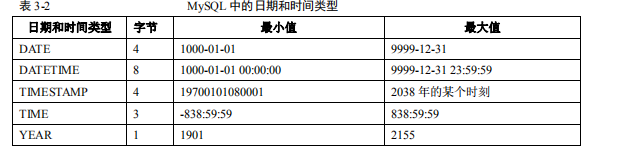 表 3-2 MySQL 中的日期和时间类型
日期和时间类型 字节 最小值 最大值
DATE 4 1000-01-01 9999-12-31
DATETIME 8 1000-01-01 00:00:00 9999-12-31 23:59:59
TIMESTAMP 4 19700101080001 2038 年的某个时刻
TIME 3 -838:59:59 838:59:59
YEAR 1 1901 2155